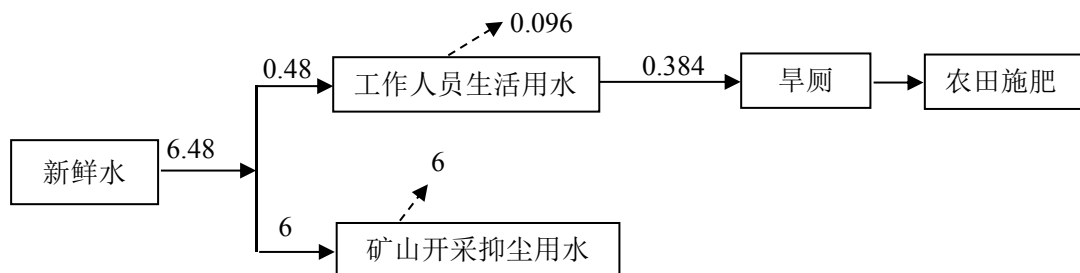 0.096
0.48
工作人员生活用水
0.384
旱厕
农田施肥
新鲜水
6.48
6
6
矿山开采抑尘用水